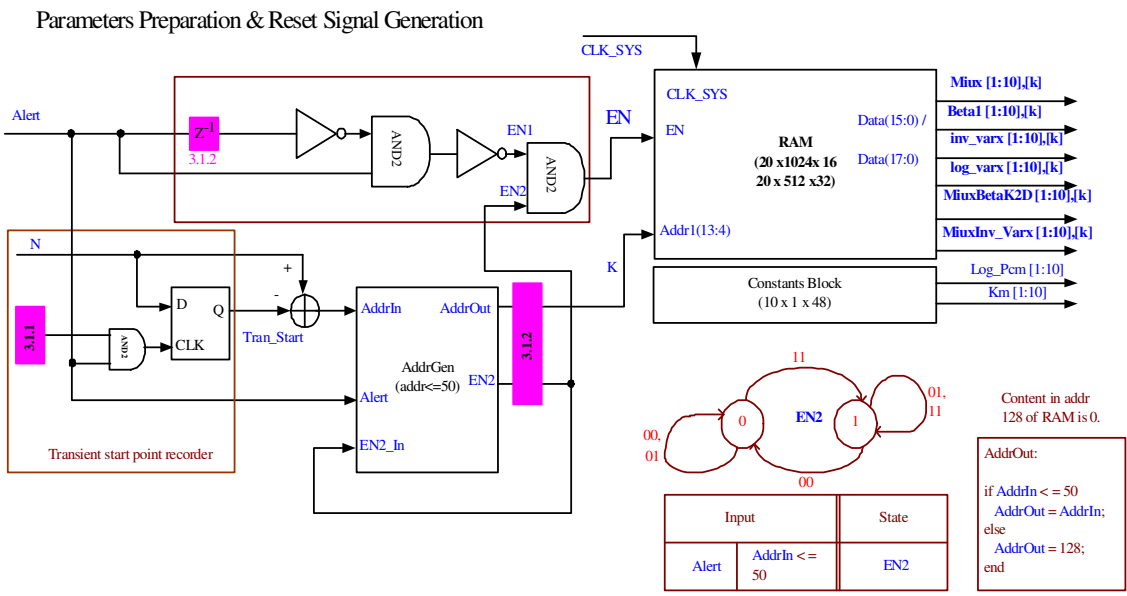 Parameters Preparation & Reset Signal Generation
CLK_SYS
Alert
Z-1
3.1.2
AND2
EN1
EN2
AND2
EN
CLK_SYS
EN
RAM
(20 x1024x 16
20 x 512 x32)
Data(15:0) /
Data(17:0)
Addr1(13:4)
Miux [1:10],[k]
Beta1 [1:10],[k]
inv_varx [1:10],[k]
log_varx [1:10],[k]
MiuxBetaK2D [1:10],[k]
MiuxInv_Varx [1:10],[k]
Constants Block
(10 x 1 x 48)
Log_Pcm [1:10]
Km [1:10]
N
+
-
D
Q
CLK
3.1.1
AND2
Tran_Start
Transient start point recorder
AddrIn
AddrOut
AddrGen
(addr<=50)
EN2
Alert
EN2_In
3.1.2
K
11
0
EN2
1
01,
11
00,
01
00
Input
State
Alert
AddrIn <=
50
EN2
Content in addr
128 of RAM is 0.
AddrOut:
if AddrIn <= 50
AddrOut = AddrIn;
else
AddrOut = 128;
end